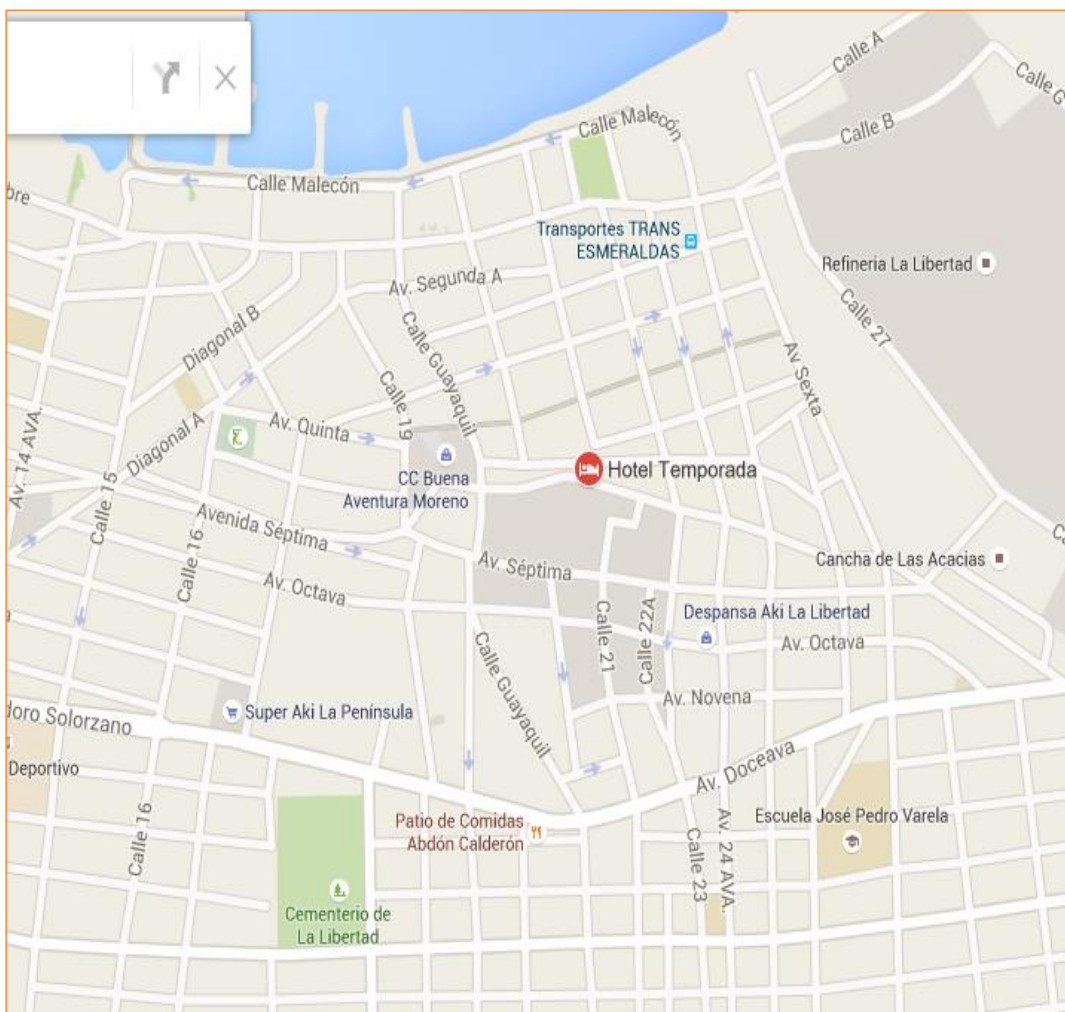 Calle A
Calle G
Calle Malecón
Calle B
Calle Malecón
bre
Transportes TRANS
ESMERALDAS
Refineria La Libertad
Av. Segunda A
Calle 27
Diagonal B
Calle Guayaquil
Calle 19
Av Sexta
Av. Quinta
Diagonal A
Av. 14 AVA.
CC Buena
Aventura Moreno
Hotel Temporada
Calle 15
Avenida Séptima
Calle 16
Av. Séptima
Cancha de Las Acacias
Ca
Av. Octava
Despansa Aki La Libertad
Calle 21
Calle 22A
Av. Octava
Calle Guayaquil
Av. Novena
doro Solorzano
Super Aki La Península
Deportivo
Av. Doceava
Calle 16
Patio de Comidas
Abdón Calderón
Escuela José Pedro Varela
Calle 23
Av. 24 AVA.
Cementerio de
La Libertad